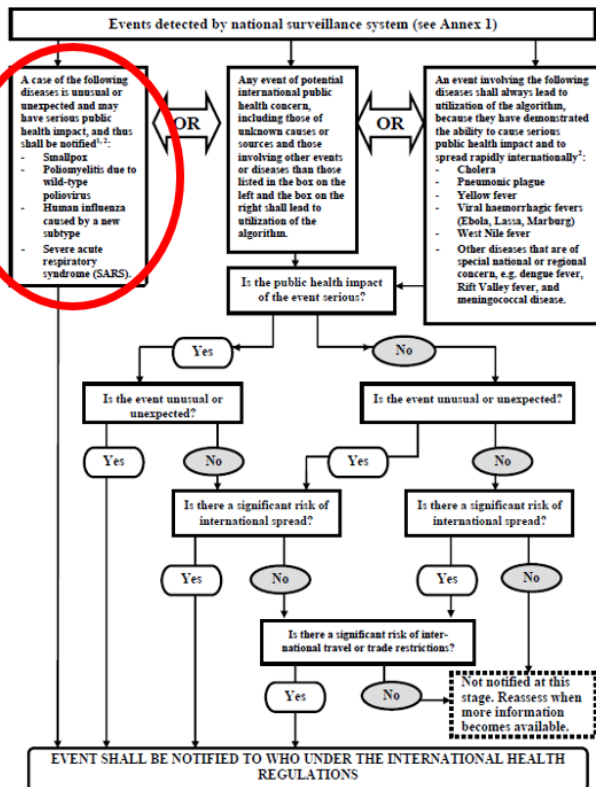 Events detected by national surveillance system (see Annex 1)
A case of the following
diseases is unusual or
unexpected and may
have serious public
health impact, and thus
shall be notified¹, ²:
- Smallpox
- Poliomyelitis due to
wild-type
poliovirus
- Human influenza
caused by a new
subtype
- Severe acute
respiratory
syndrome (SARS).
OR
Any event of potential
international public
health concern,
including those of
unknown causes or
sources and those
involving other events
or diseases than those
listed in the box on
the left and the box on
the right shall lead to
utilization of the
algorithm.
OR
An event involving the following
diseases shall always lead to
utilization of the algorithm,
because they have demonstrated
the ability to cause serious
public health impact and to
spread rapidly internationally²:
- Cholera
- Pneumonic plague
- Yellow fever
- Viral haemorrhagic fevers
(Ebola, Lassa, Marburg)
- West Nile fever
- Other diseases that are of
special national or regional
concern, e.g. dengue fever,
Rift Valley fever, and
meningococcal disease.
Is the public health impact
of the event serious?
Yes
No
Is the event unusual or
unexpected?
Is the event unusual or unexpected?
Yes
No
Yes
No
Is there a significant risk of
international spread?
Is there a significant risk of
international spread?
Yes
No
Yes
No
Is there a significant risk of inter-
national travel or trade restrictions?
Yes
No
Not notified at this
stage. Reassess when
more information
becomes available.
EVENT SHALL BE NOTIFIED TO WHO UNDER THE INTERNATIONAL HEALTH
REGULATIONS